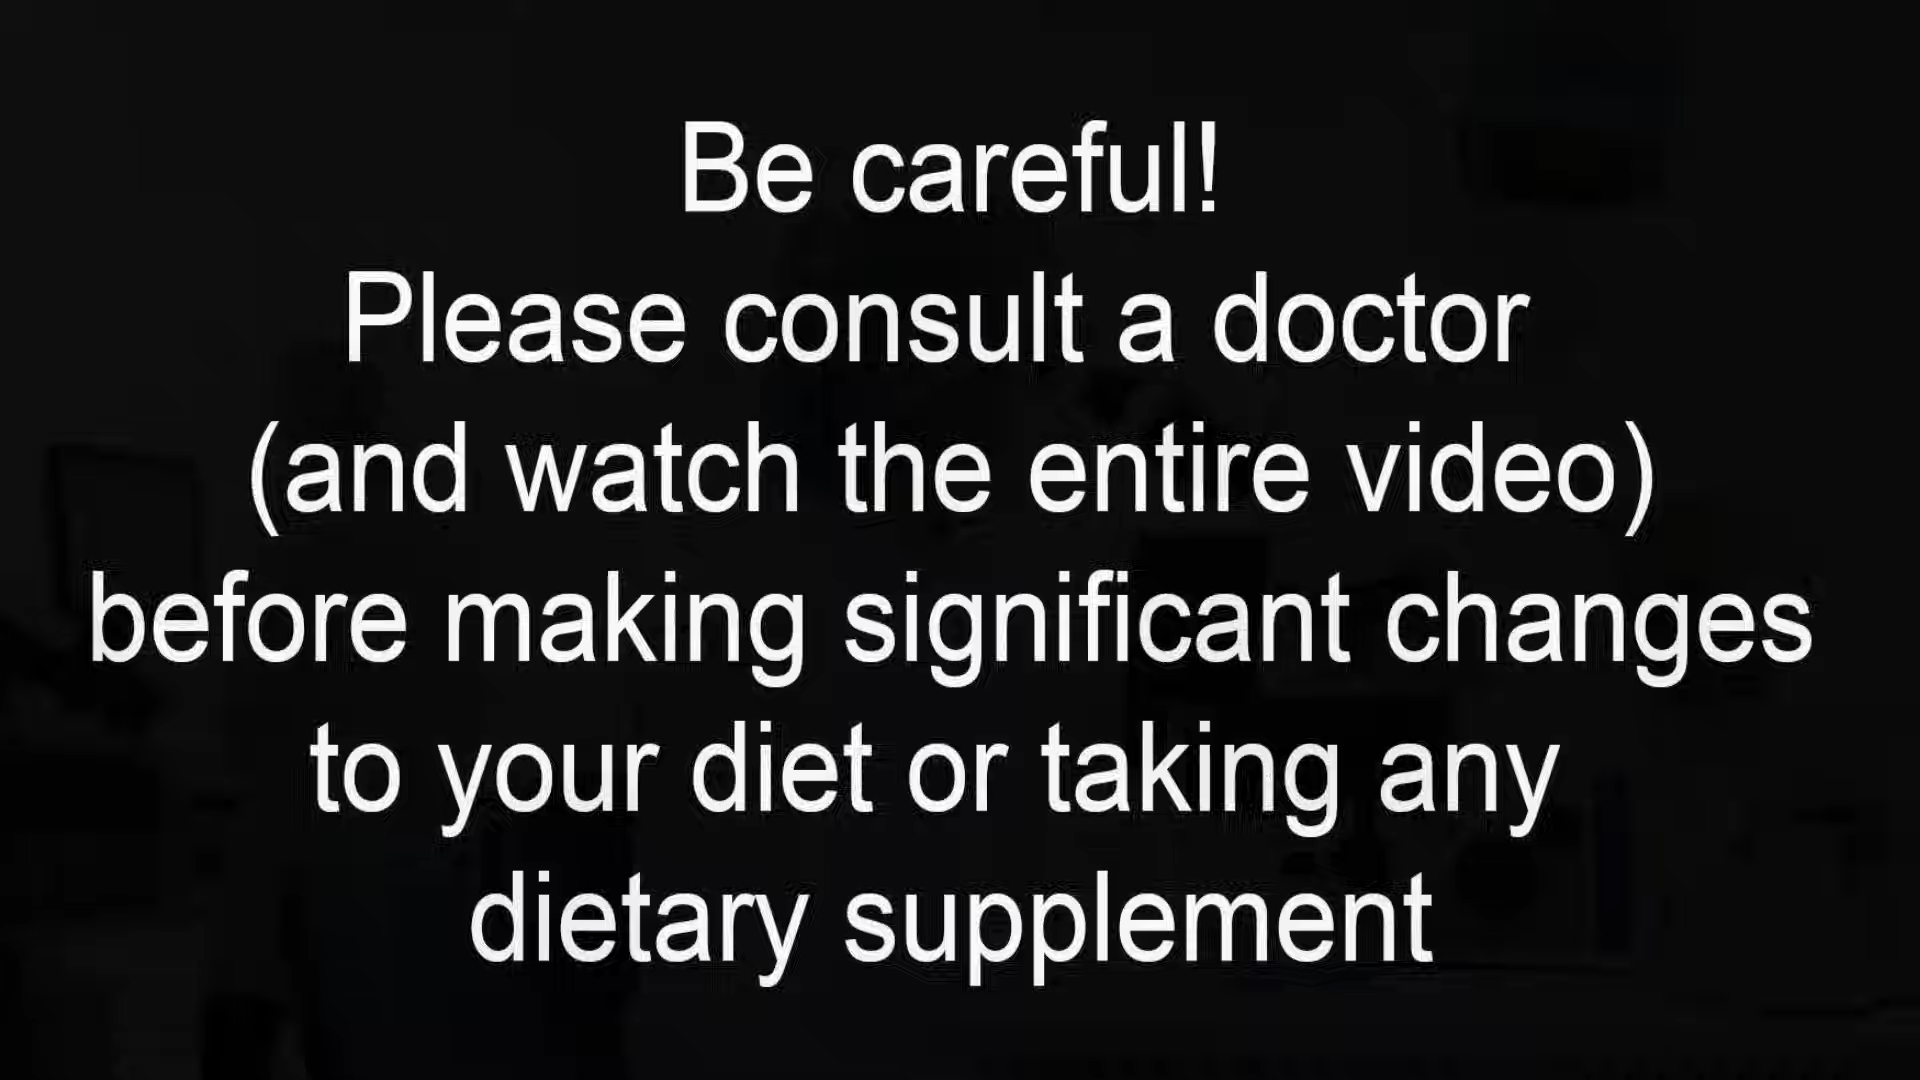 Be careful!
Please consult a doctor
(and watch the entire video)
before making significant changes
to your diet or taking any
dietary supplement